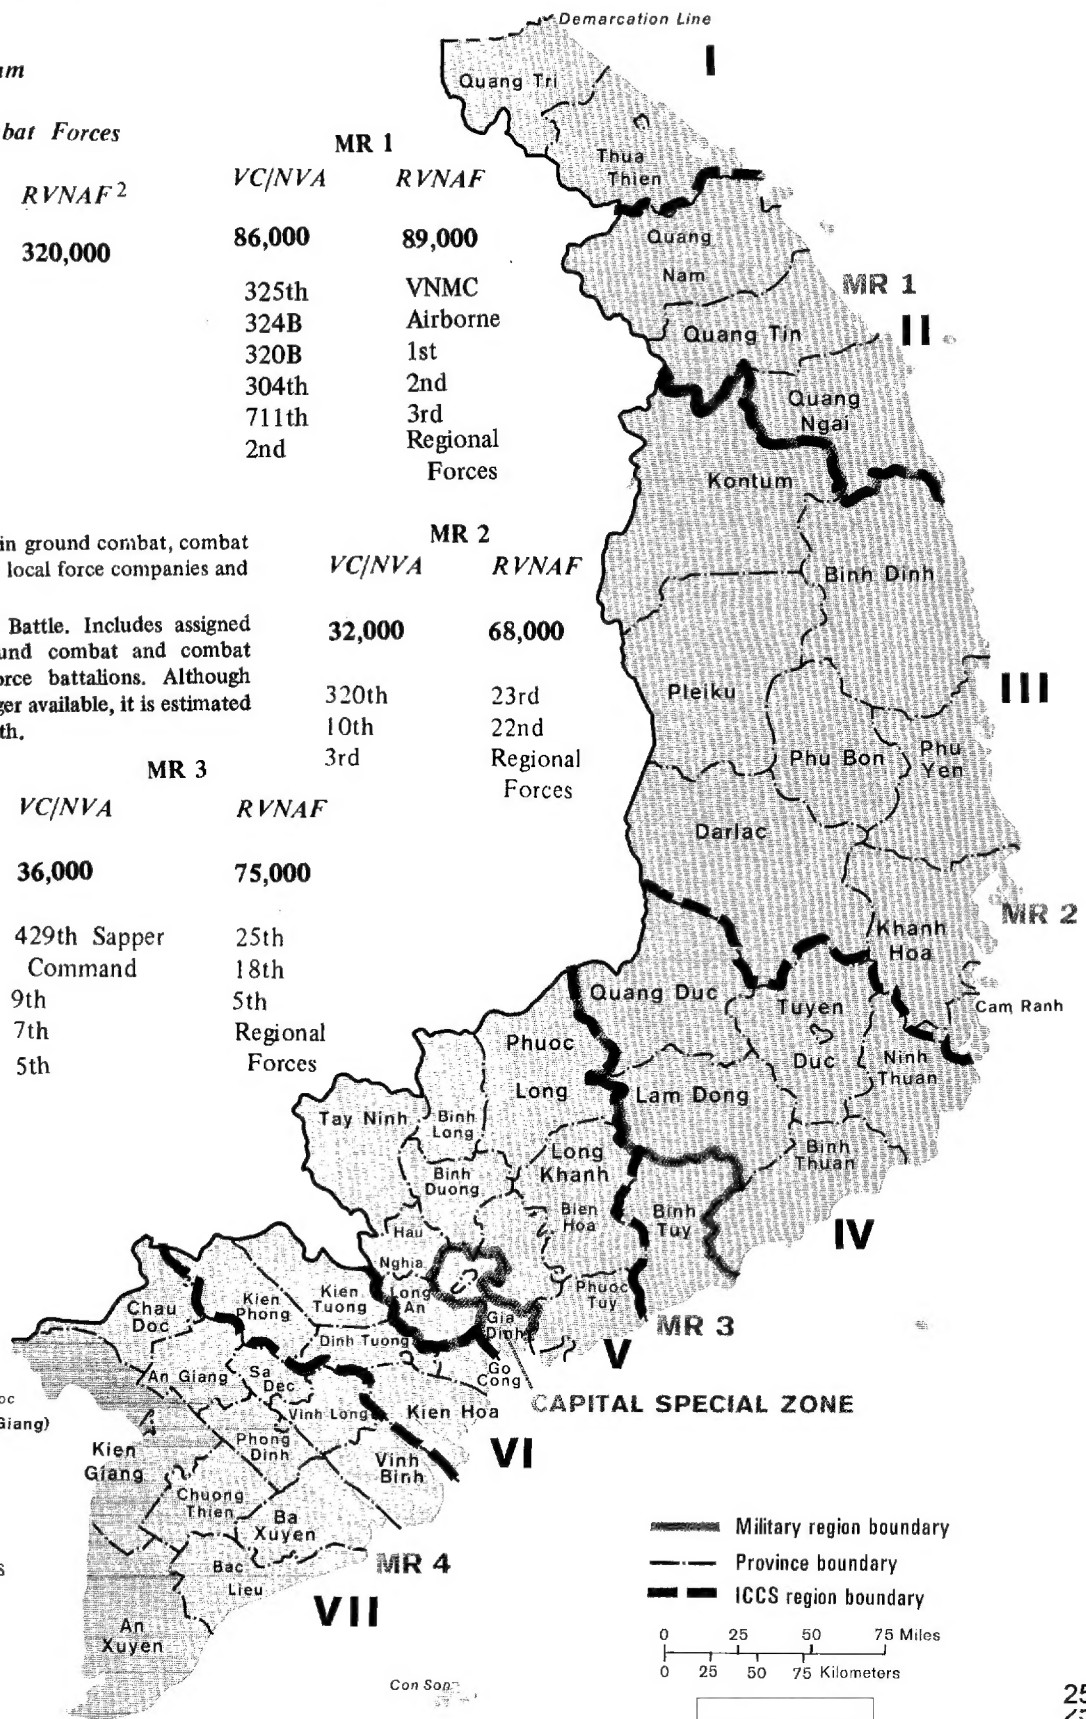 Demarcation Line
I
bat Forces
RVNAF 2
320,000
MR 1
VC/NVA RVNAF
86,000 89,000
325th VNMC
324B Airborne
320B 1st
304th 2nd
711th 3rd
2nd Regional
Forces
in ground combat, combat
local force companies and
Battle. Includes assigned
und combat and combat
orce battalions. Although
ger available, it is estimated
th.
MR 2
VC/NVA RVNAF
32,000 68,000
320th 23rd
10th 22nd
3rd Regional
Forces
MR 3
VC/NVA RVNAF
36,000 75,000
429th Sapper 25th
Command 18th
9th 5th
7th Regional
5th Forces
Quang Tri
Thua
Thien
Quang
Nam
MR 1
II
Quang Tin
Quang
Ngai
Kontum
Binh Dinh
III
Pleiku
Phu Bon
Phu
Yen
Darlac
MR 2
Khanh
Hoa
Cam Ranh
Quang Duc
Tuyen
Duc
Ninh
Thuan
Phuoc
Long
Lam Dong
Tay Ninh
Binh
Long
Binh
Thuan
Long
Khanh
Binh
Duong
Bien
Hoa
Binh
Tuy
IV
Hau
Nghia
Long
An
Phuoc
Tuy
Gia
Dinh
MR 3
V
Chau
Doc
Kien
Phong
Kien
Tuong
Dinh Tuong
Go
Cong
CAPITAL SPECIAL ZONE
An Giang
Sa
Dec
Vinh Long
Kien Hoa
VI
oc
Giang)
Kien
Giang
Phong
Dinh
Vinh
Binh
Chuong
Thien
Ba
Xuyen
Bac
Lieu
MR 4
VII
An
Xuyen
Con Son
Military region boundary
Province boundary
ICCS region boundary
0 25 50 75 Miles
0 25 50 75 Kilometers